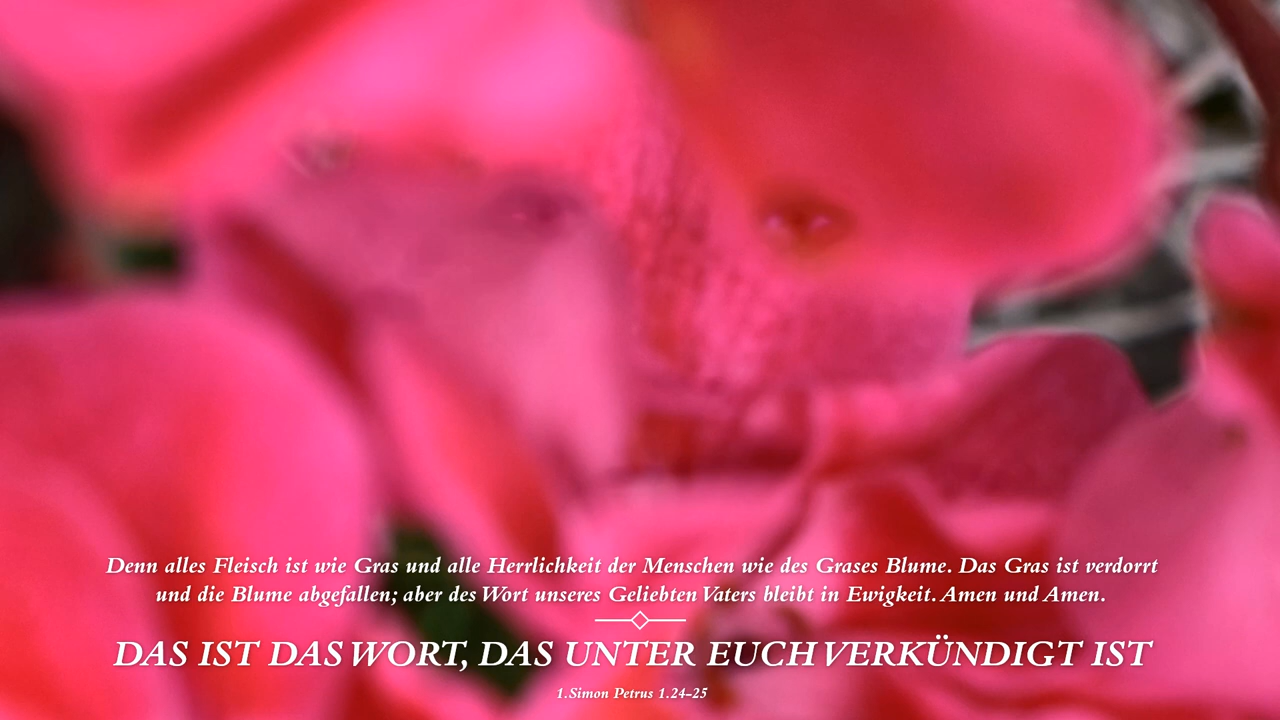 Denn alles Fleisch ist wie Gras und alle Herrlichkeit der Menschen wie des Grases Blume. Das Gras ist verdorrt
und die Blume abgefallen; aber des Wort unseres Geliebten Vaters bleibt in Ewigkeit. Amen und Amen.
DAS IST DAS WORT, DAS UNTER EUCH VERKÜNDIGT IST
1.Simon Petrus 1.24-25